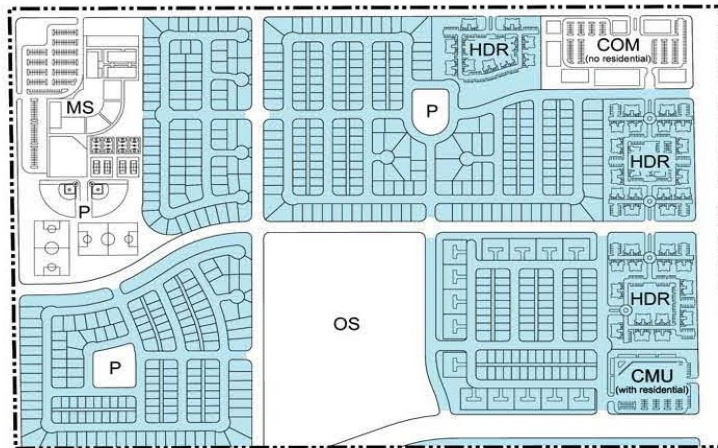 HDR
COM
(no residential)
MS
P
HDR
P
OS
HDR
P
CMU
(with residential)